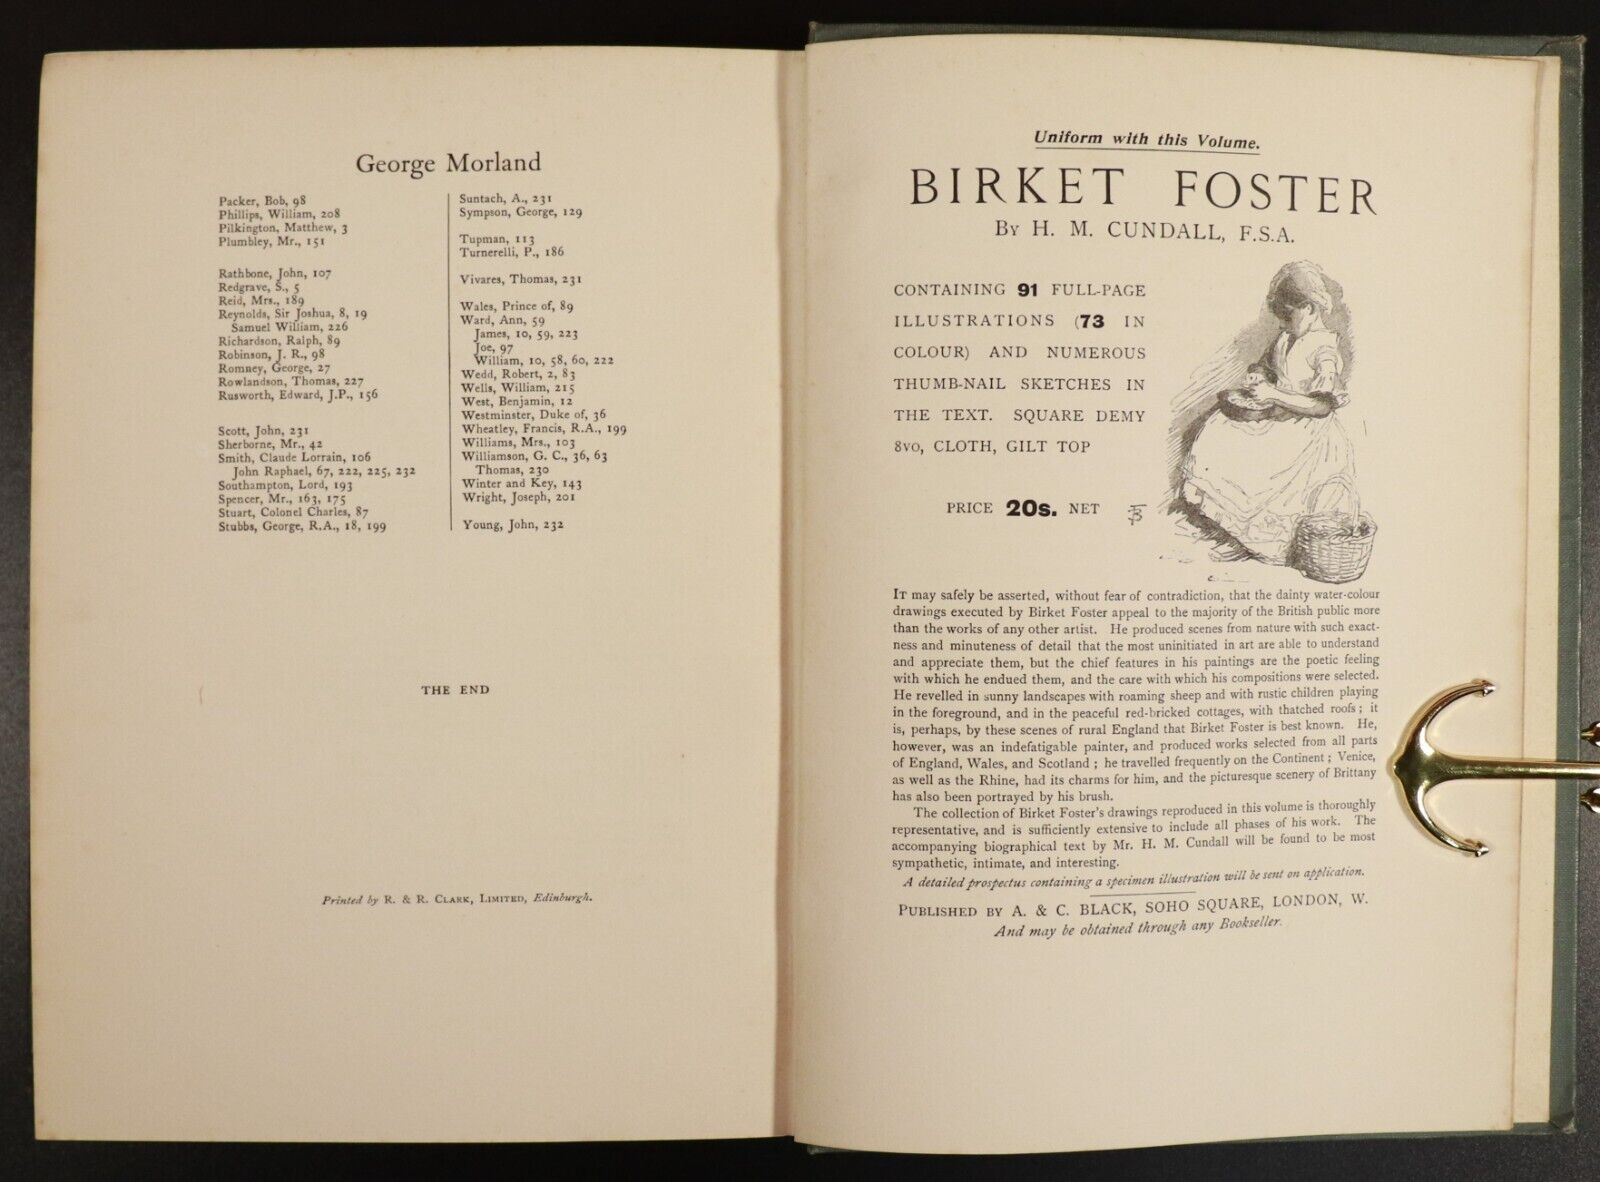 George Morland
Packer, Bob, 98
Phillips, William, 208
Pilkington, Matthew, 3
Plumbley, Mr., 151
Rathbone, John, 107
Redgrave, S., 5
Reid, Mrs., 189
Reynolds, Sir Joshua, 8, 19
Samuel William, 226
Richardson, Ralph, 89
Robinson, J. R., 98
Romney, George, 27
Rowlandson, Thomas, 227
Rusworth, Edward, J.P., 156
Scott, John, 231
Sherborne, Mr., 42
Smith, Claude Lorrain, 106
John Raphael, 67, 222, 225, 232
Southampton, Lord, 193
Spencer, Mr., 163, 175
Stuart, Colonel Charles, 87
Stubbs, George, R.A., 18, 199
Suntach, A., 231
Sympson, George, 129
Tupman, 113
Turnerelli, P., 186
Vivares, Thomas, 231
Wales, Prince of, 89
Ward, Ann, 59
James, 10, 59, 223
Joe, 97
William, 10, 58, 60, 222
Wedd, Robert, 2, 83
Wells, William, 215
West, Benjamin, 12
Westminster, Duke of, 36
Wheatley, Francis, R.A., 199
Williams, Mrs., 103
Williamson, G. C., 36, 63
Thomas, 230
Winter and Key, 143
Wright, Joseph, 201
Young, John, 232
THE END
Printed by R. & R. CLARK, LIMITED, Edinburgh.
Uniform with this Volume.
BIRKET FOSTER
BY H. M. CUNDALL, F.S.A.
CONTAINING 91 FULL-PAGE
ILLUSTRATIONS (73 IN
COLOUR) AND NUMEROUS
THUMB-NAIL SKETCHES IN
THE TEXT. SQUARE DEMY
8VO, CLOTH, GILT TOP
PRICE 20s. NET
IT may safely be asserted, without fear of contradiction, that the dainty water-colour
drawings executed by Birket Foster appeal to the majority of the British public more
than the works of any other artist. He produced scenes from nature with such exact-
ness and minuteness of detail that the most uninitiated in art are able to understand
and appreciate them, but the chief features in his paintings are the poetic feeling
with which he endued them, and the care with which his compositions were selected.
He revelled in sunny landscapes with roaming sheep and with rustic children playing
in the foreground, and in the peaceful red-bricked cottages, with thatched roofs; it
is, perhaps, by these scenes of rural England that Birket Foster is best known. He,
however, was an indefatigable painter, and produced works selected from all parts
of England, Wales, and Scotland; he travelled frequently on the Continent; Venice,
as well as the Rhine, had its charms for him, and the picturesque scenery of Brittany
has also been portrayed by his brush.
The collection of Birket Foster's drawings reproduced in this volume is thoroughly
representative, and is sufficiently extensive to include all phases of his work. The
accompanying biographical text by Mr. H. M. Cundall will be found to be most
sympathetic, intimate, and interesting.
A detailed prospectus containing a specimen illustration will be sent on application.
PUBLISHED BY A. & C. BLACK, SOHO SQUARE, LONDON, W.
And may be obtained through any Bookseller.